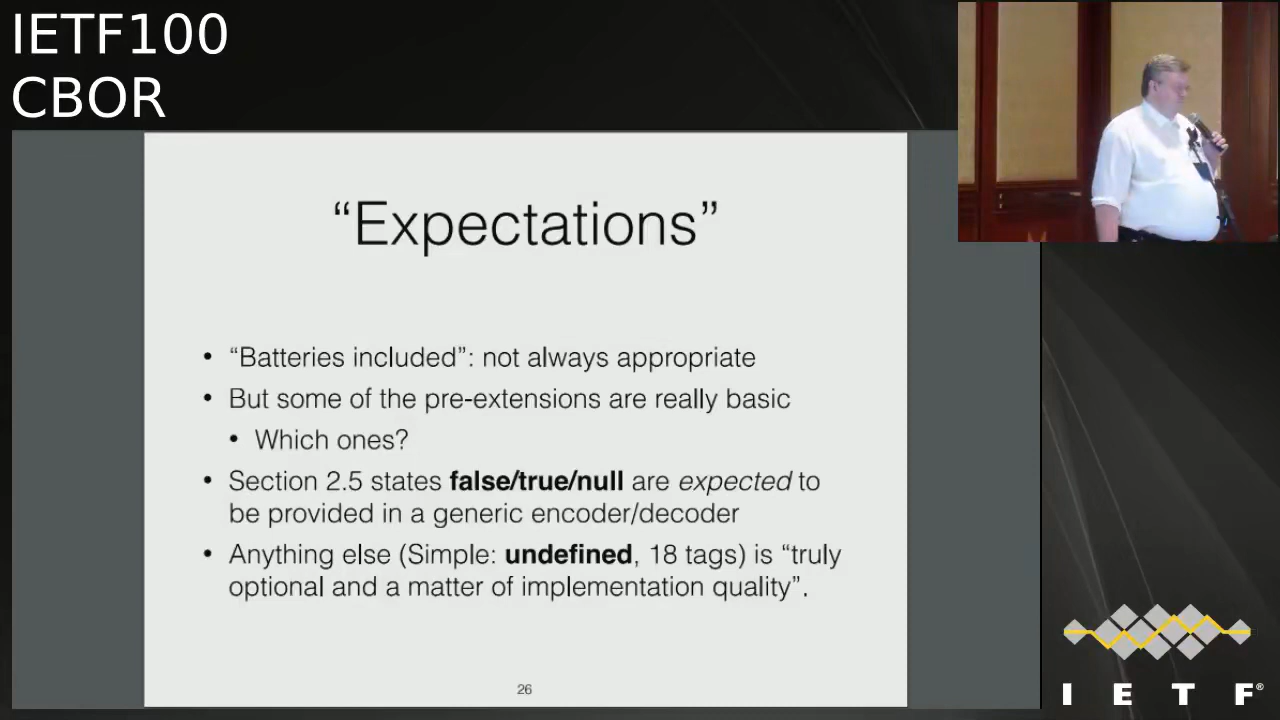 IETF100
CBOR
“Expectations”
• “Batteries included”: not always appropriate
• But some of the pre-extensions are really basic
• Which ones?
• Section 2.5 states false/true/null are expected to
be provided in a generic encoder/decoder
• Anything else (Simple: undefined, 18 tags) is “truly
optional and a matter of implementation quality”.
26
I E T F®